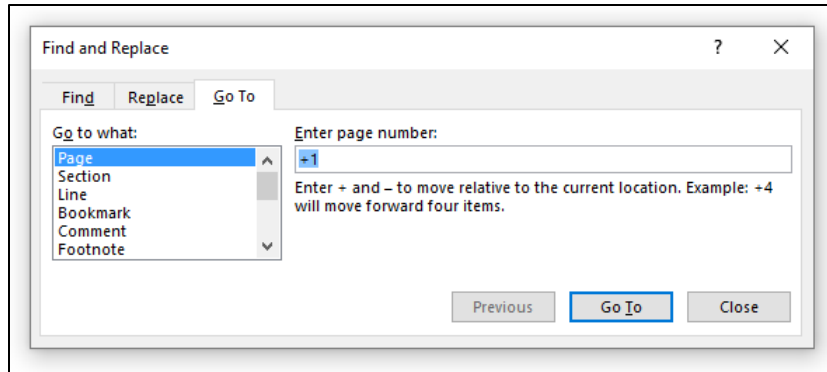 Find and Replace ? ×
Find Replace Go To
Go to what:
Page
Section
Line
Bookmark
Comment
Footnote
Enter page number:
+1
Enter + and – to move relative to the current location. Example: +4
will move forward four items.
Previous Go To Close